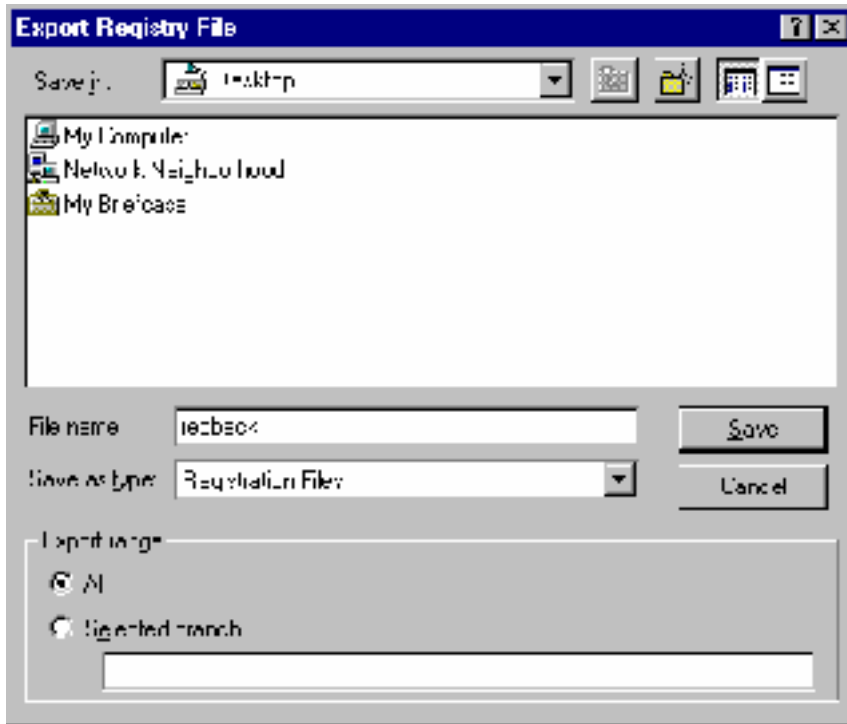 Export Registry File
Save in:
Desktop
My Computer
Network Neighborhood
My Briefcase
File name
Save
Save as type:
Registration Files
Cancel
Export range
All
Selected branch